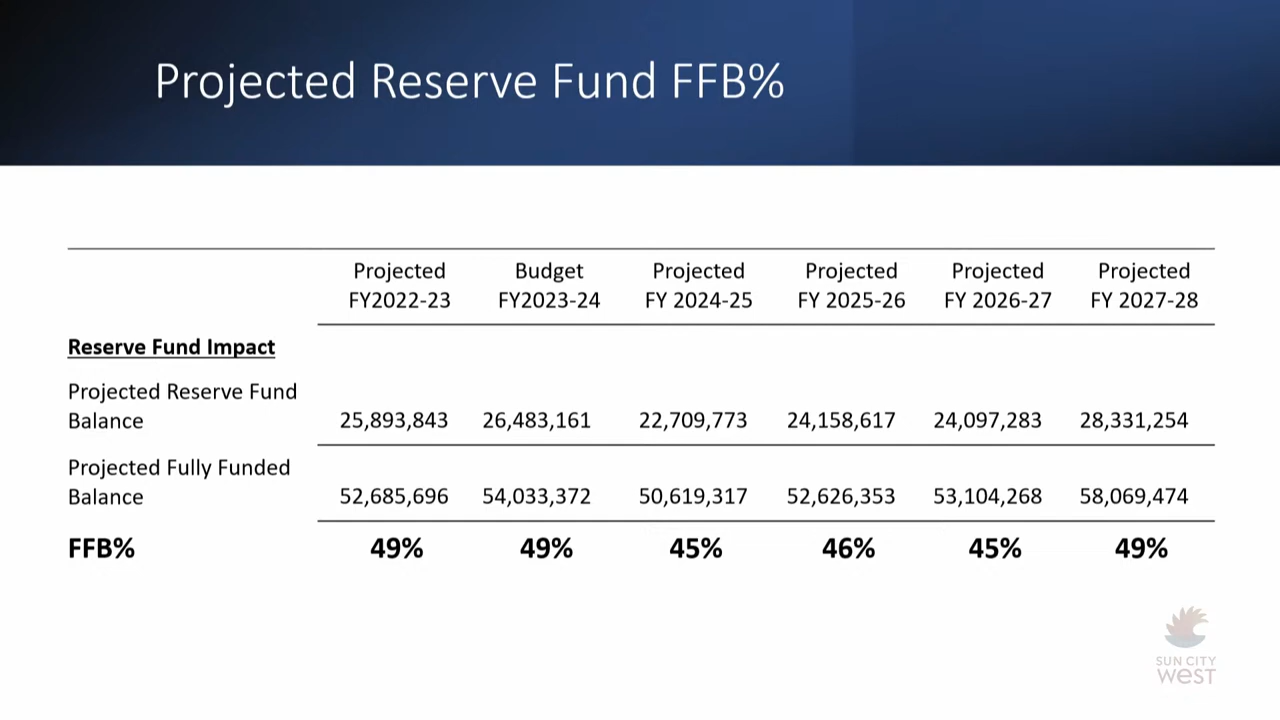 Projected Reserve Fund FFB%
Projected Budget Projected Projected Projected Projected
FY2022-23 FY2023-24 FY 2024-25 FY 2025-26 FY 2026-27 FY 2027-28
Reserve Fund Impact
Projected Reserve Fund
Balance 25,893,843 26,483,161 22,709,773 24,158,617 24,097,283 28,331,254
Projected Fully Funded
Balance 52,685,696 54,033,372 50,619,317 52,626,353 53,104,268 58,069,474
FFB% 49% 49% 45% 46% 45% 49%
SUN CITY
west